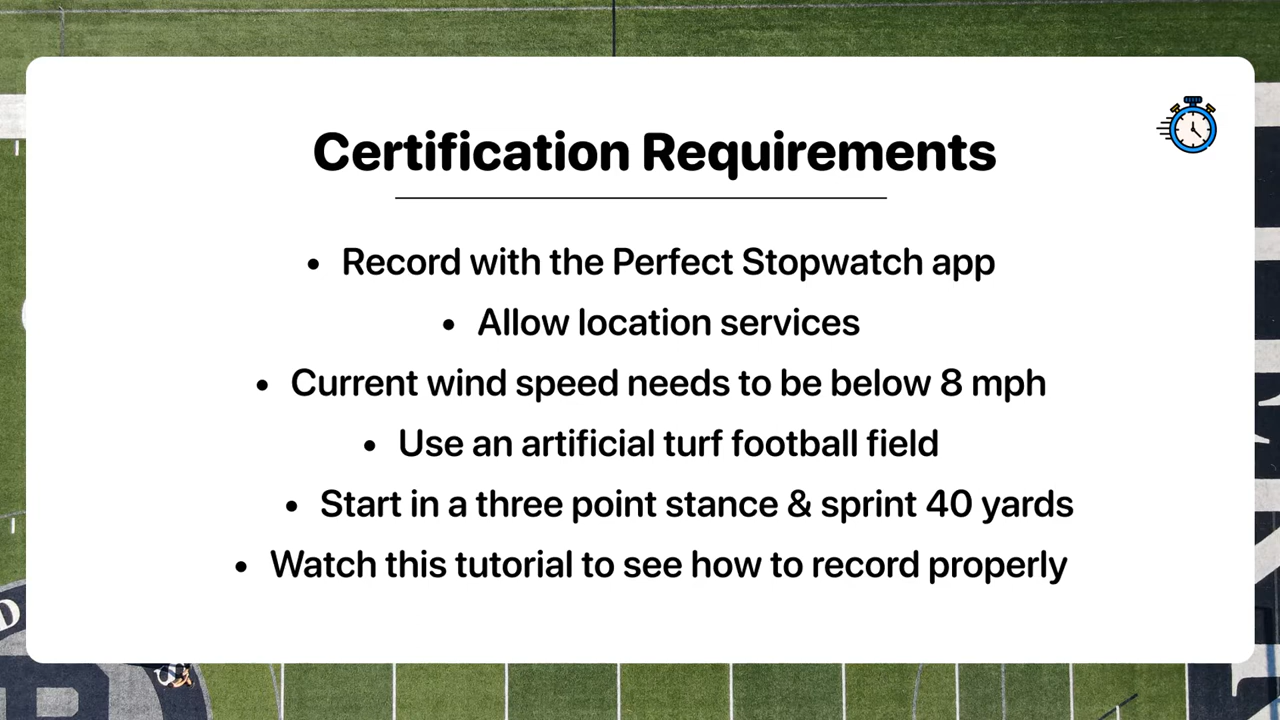 Certification Requirements
• Record with the Perfect Stopwatch app
• Allow location services
• Current wind speed needs to be below 8 mph
• Use an artificial turf football field
• Start in a three point stance & sprint 40 yards
• Watch this tutorial to see how to record properly
D